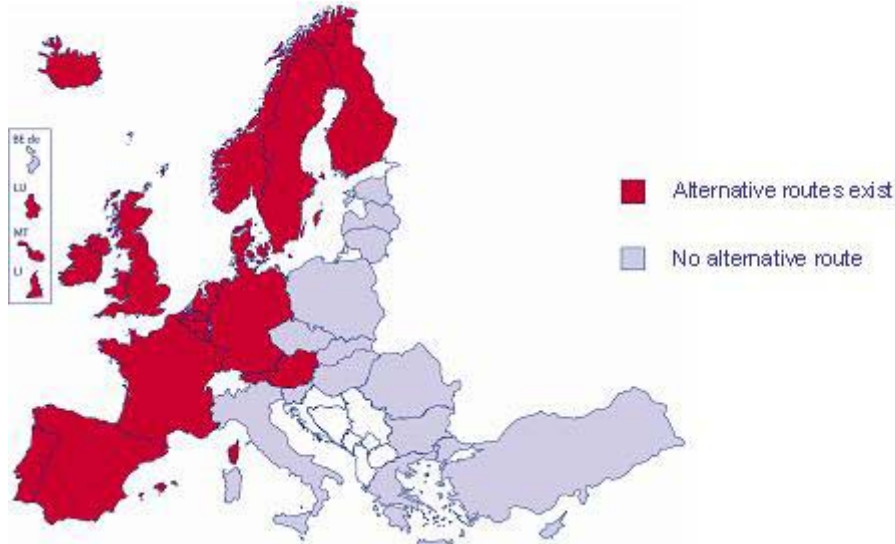 BE de
LU
MT
LI
Alternative routes exist
No alternative route